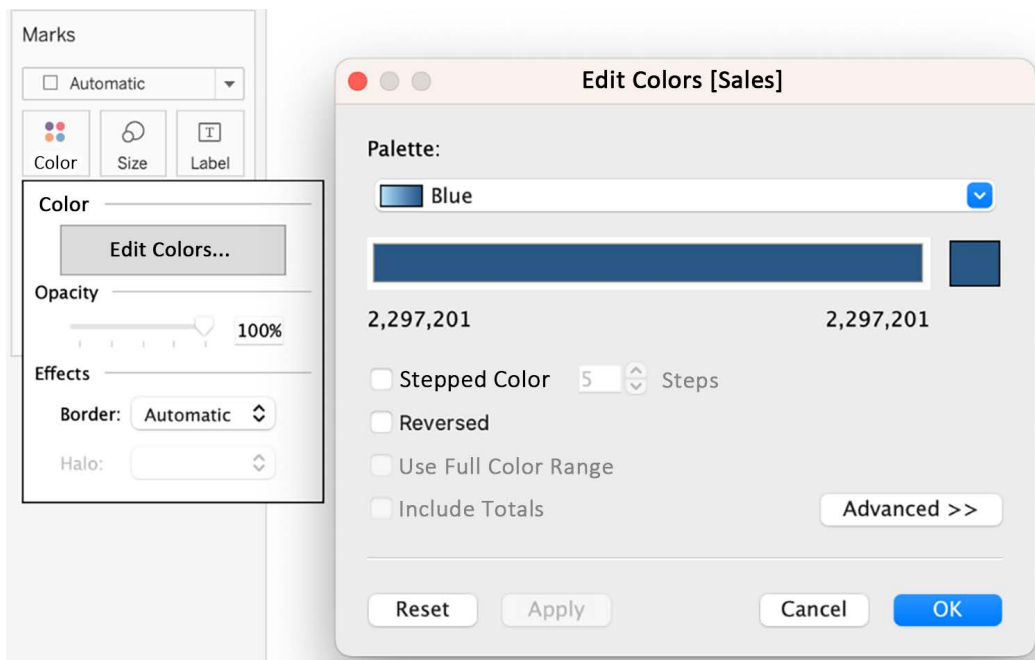 Marks
Automatic
Color Size Label
Color
Edit Colors...
Opacity
100%
Effects
Border: Automatic
Halo:
Edit Colors [Sales]
Palette:
Blue
2,297,201 2,297,201
Stepped Color 5 Steps
Reversed
Use Full Color Range
Include Totals
Advanced >>
Reset Apply Cancel OK